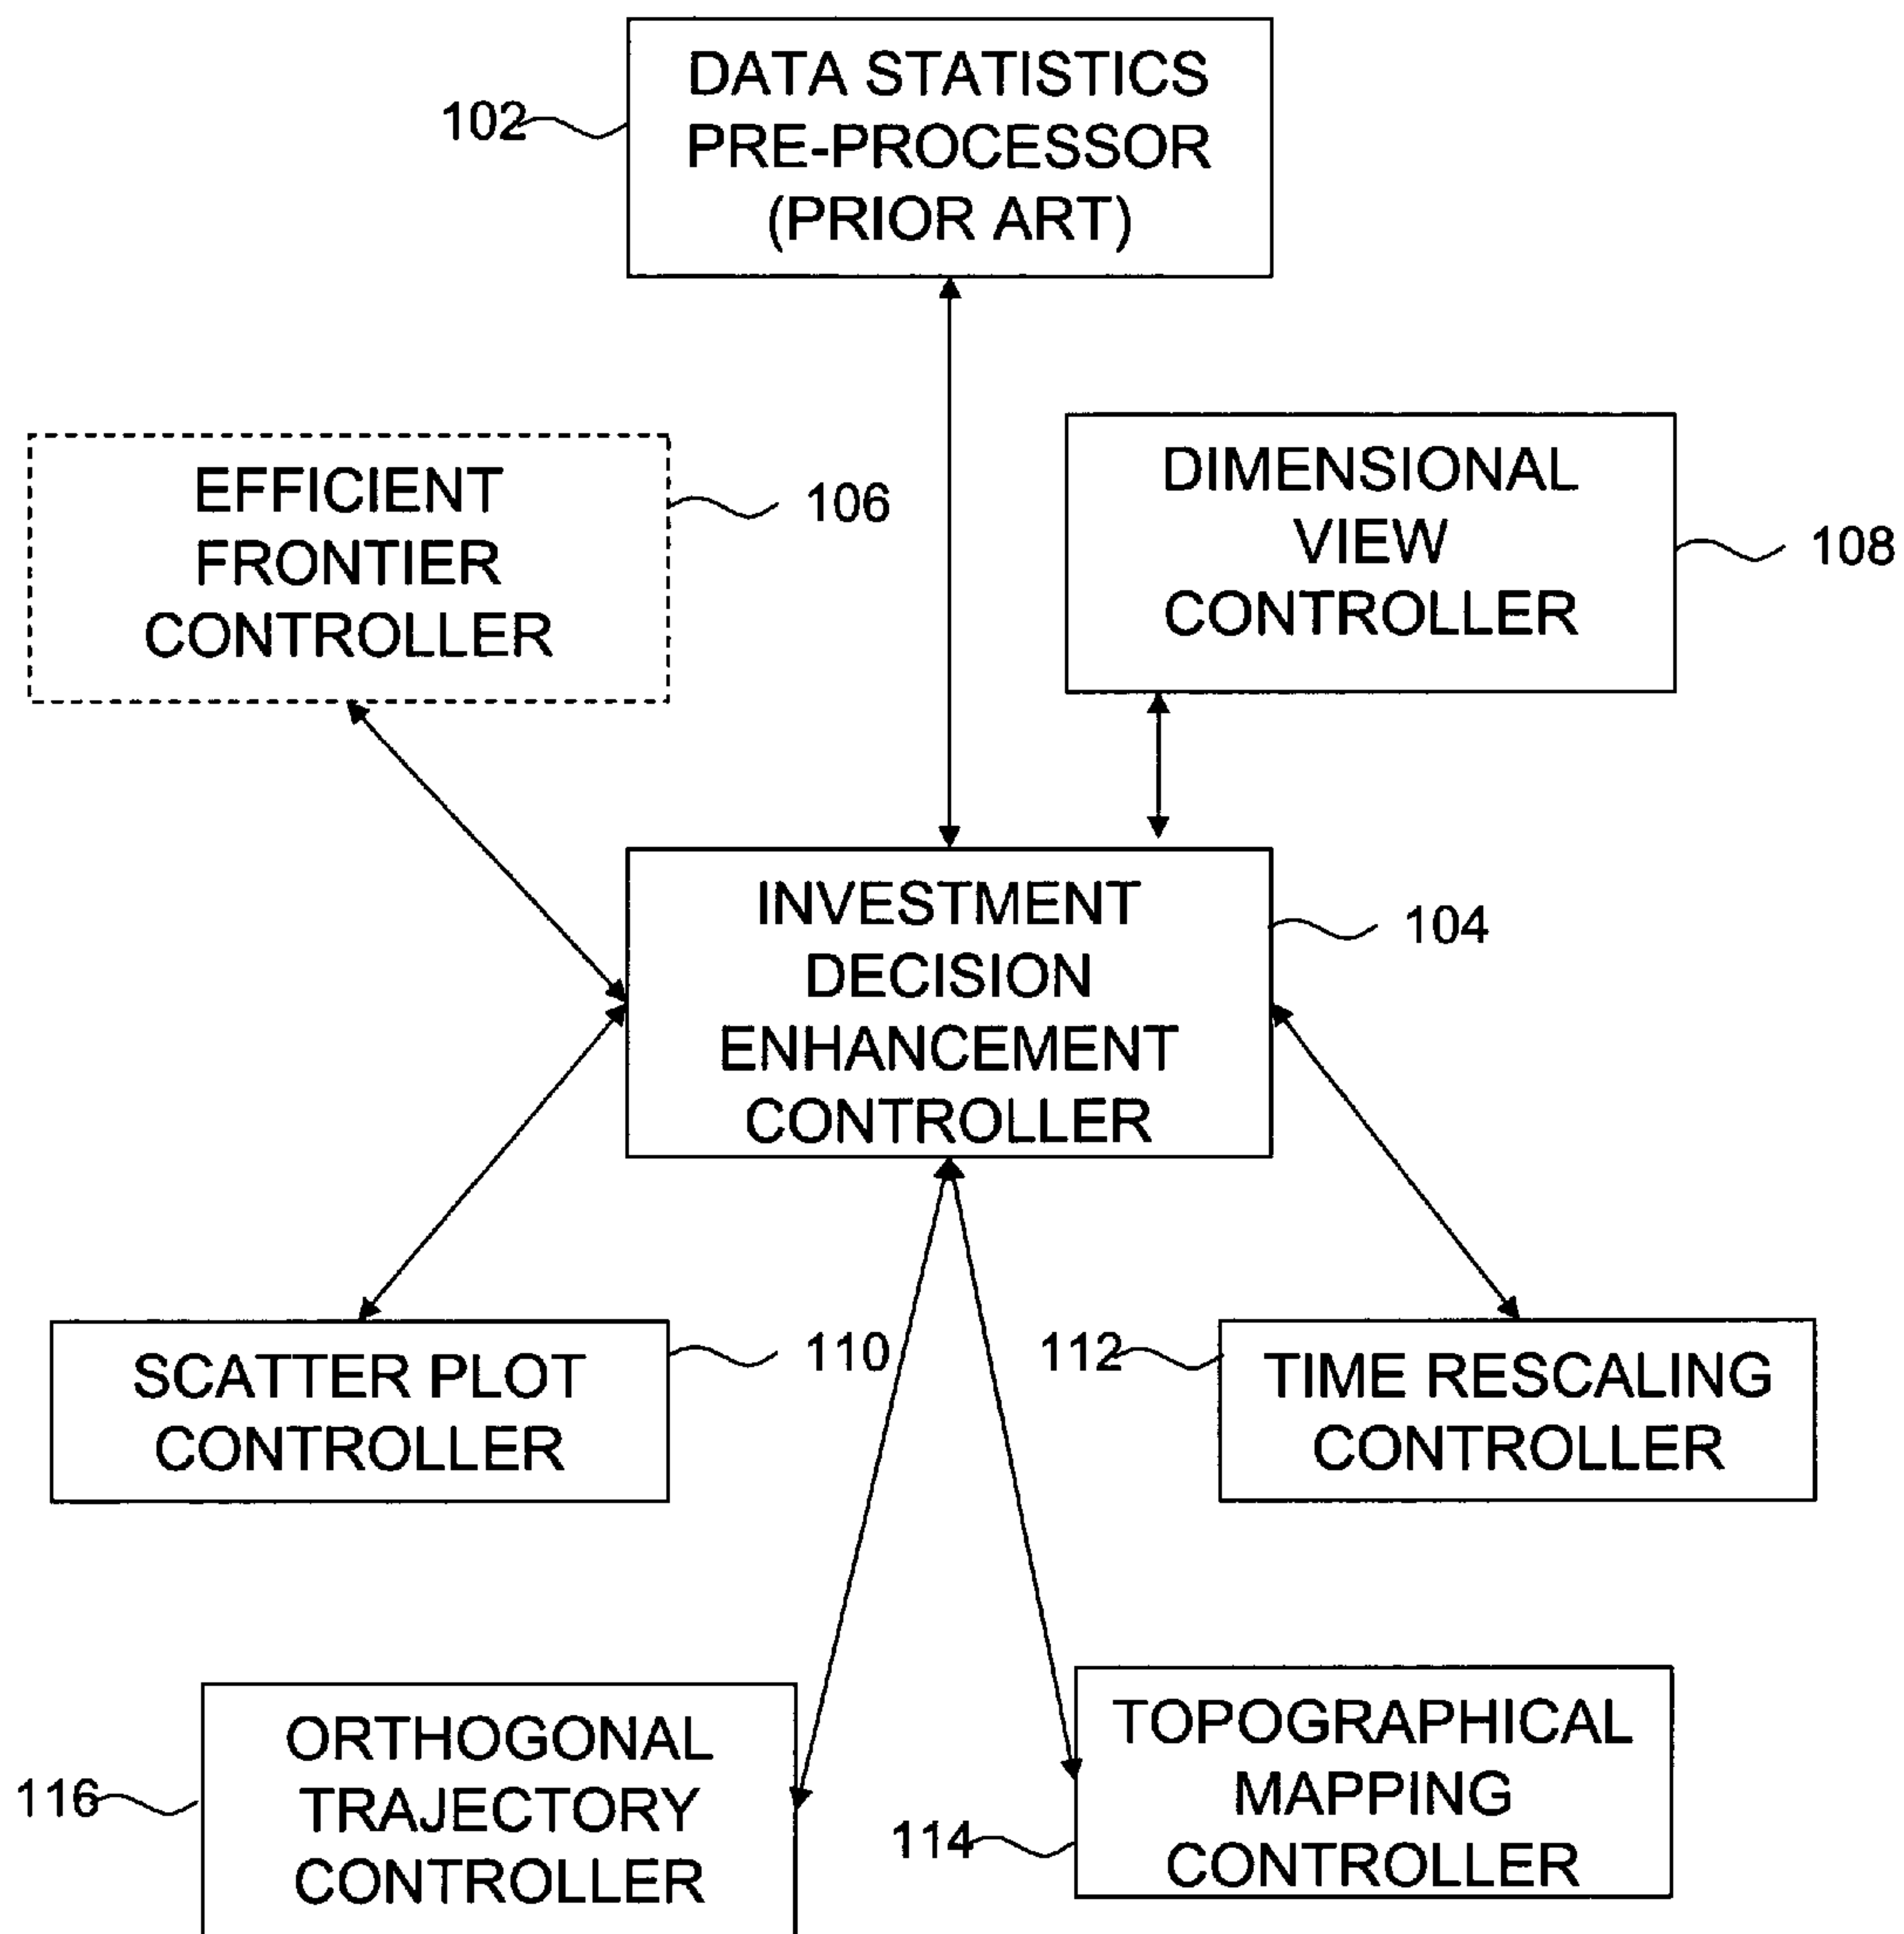 DATA STATISTICS
PRE-PROCESSOR
(PRIOR ART)
102
EFFICIENT
FRONTIER
CONTROLLER
106
DIMENSIONAL
VIEW
CONTROLLER
108
INVESTMENT
DECISION
ENHANCEMENT
CONTROLLER
104
SCATTER PLOT
CONTROLLER
110
112
TIME RESCALING
CONTROLLER
116
ORTHOGONAL
TRAJECTORY
CONTROLLER
114
TOPOGRAPHICAL
MAPPING
CONTROLLER